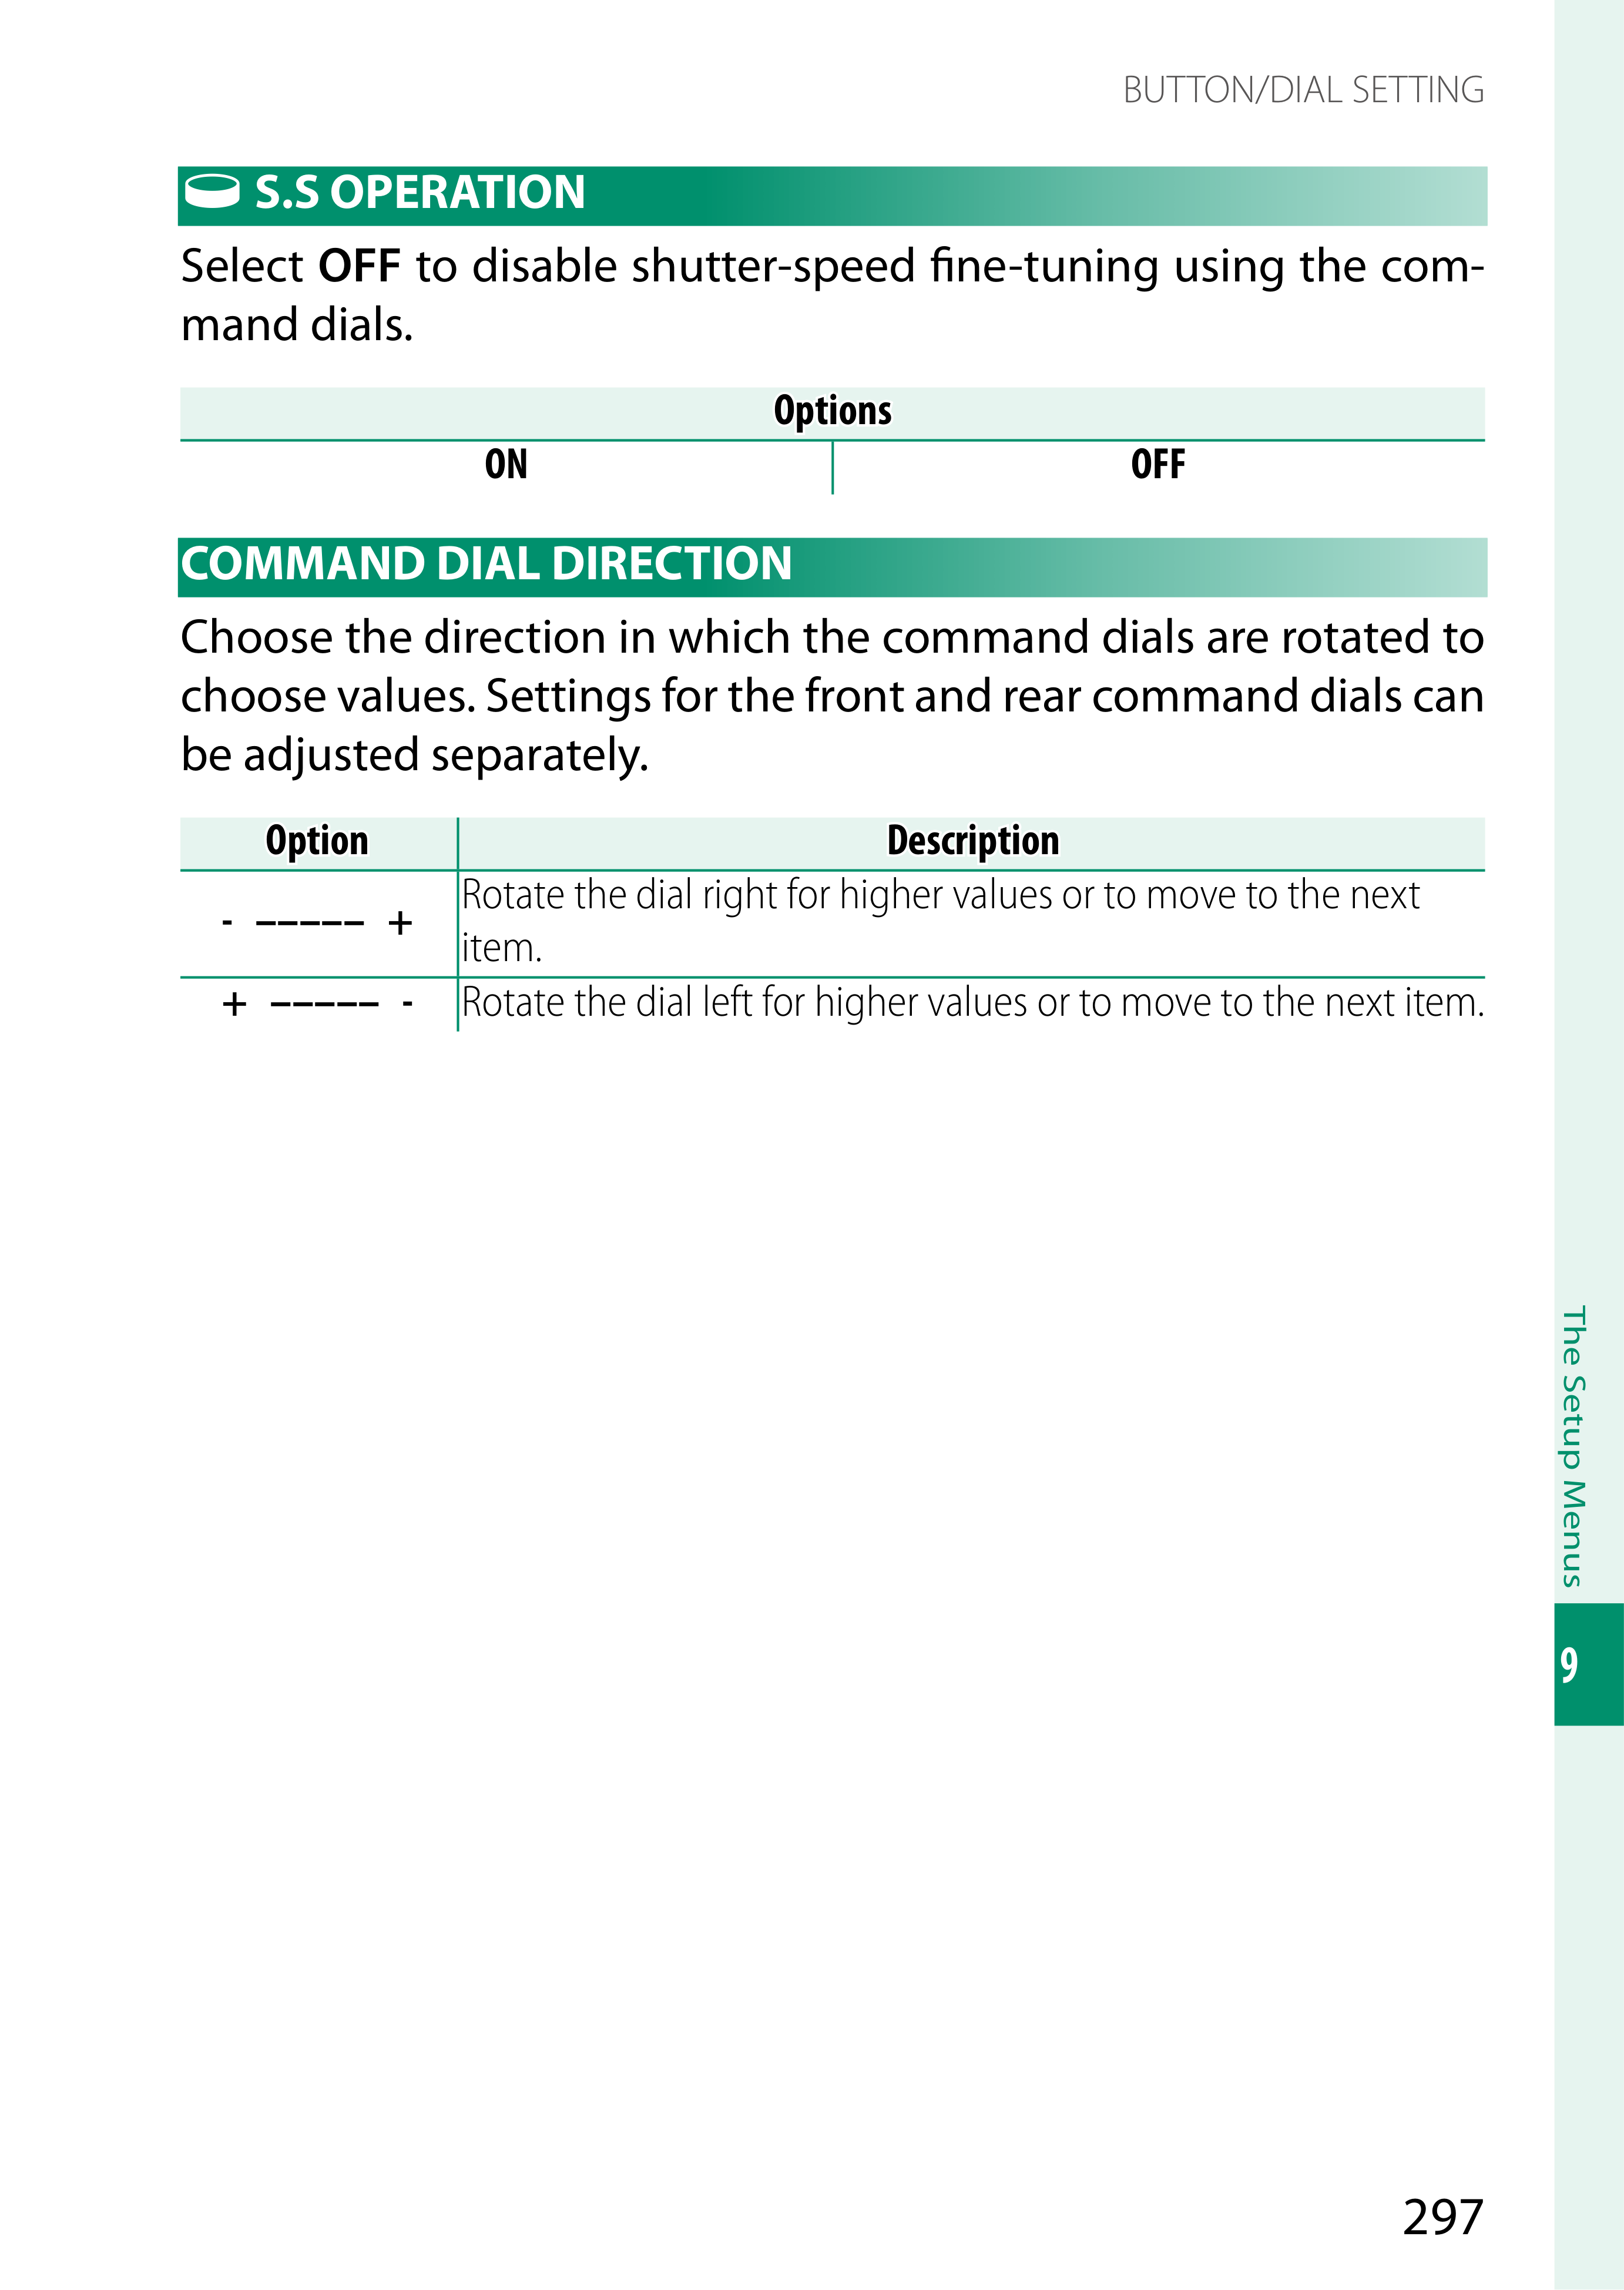 BUTTON/DIAL SETTING
S.S OPERATION
Select OFF to disable shutter-speed fine-tuning using the com-
mand dials.
Options
ON OFF
COMMAND DIAL DIRECTION
Choose the direction in which the command dials are rotated to
choose values. Settings for the front and rear command dials can
be adjusted separately.
Option Description
- ––––– + Rotate the dial right for higher values or to move to the next
item.
+ ––––– - Rotate the dial left for higher values or to move to the next item.
The Setup Menus
9
297